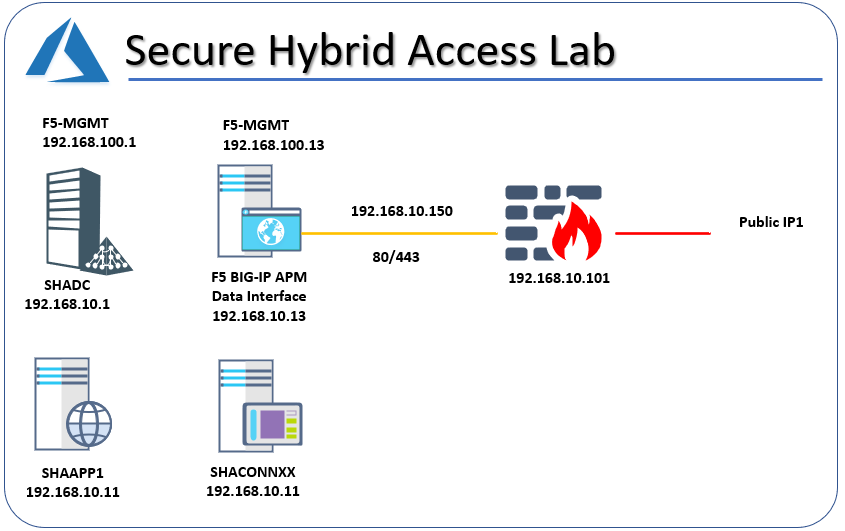 Secure Hybrid Access Lab
F5-MGMT
192.168.100.1
F5-MGMT
192.168.100.13
192.168.10.150
80/443
Public IP1
192.168.10.101
SHADC
192.168.10.1
F5 BIG-IP APM
Data Interface
192.168.10.13
SHAAPP1
192.168.10.11
SHACONNXX
192.168.10.11